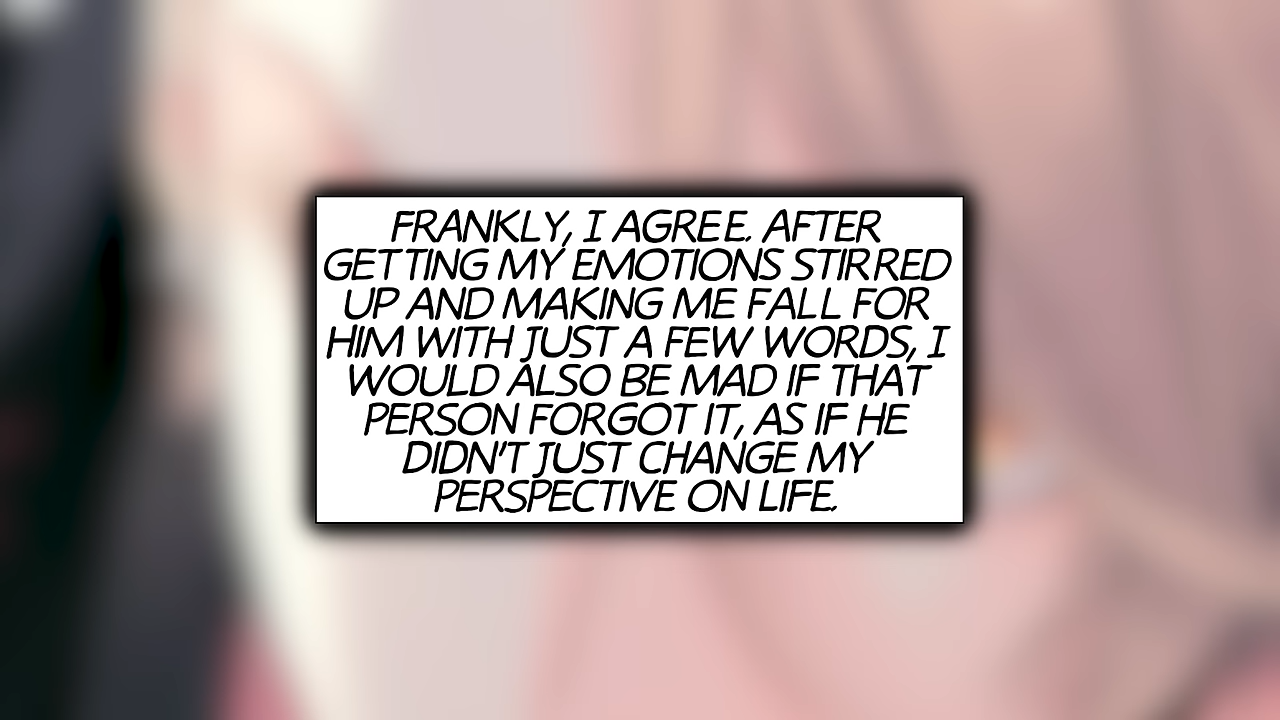 FRANKLY, I AGREE. AFTER
GETTING MY EMOTIONS STIRRED
UP AND MAKING ME FALL FOR
HIM WITH JUST A FEW WORDS, I
WOULD ALSO BE MAD IF THAT
PERSON FORGOT IT, AS IF HE
DIDN'T JUST CHANGE MY
PERSPECTIVE ON LIFE.